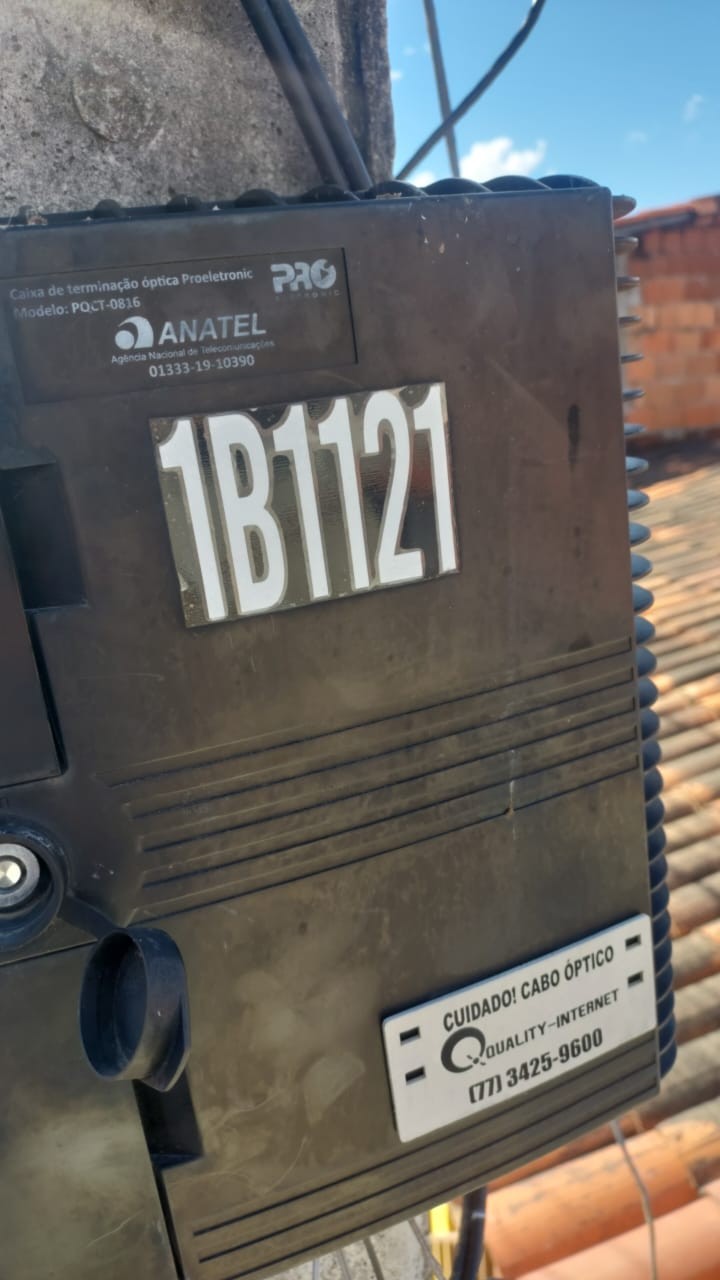 Caixa de terminação óptica Proeletronic
PRO
Modelo: PQCT-0816
ANATEL
Agência Nacional de Telecomunicações
01333-19-10390
1B1121
CUIDADO! CABO ÓPTICO
QUALITY-INTERNET
(77) 3425-9600